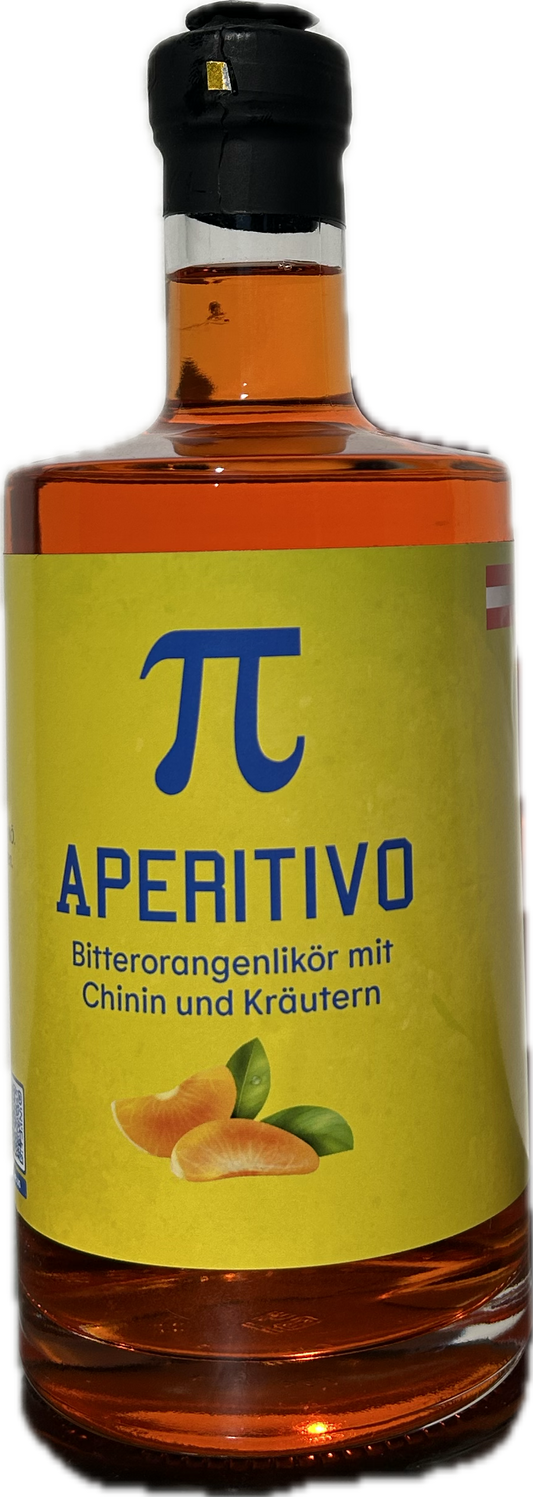 π
APERITIVO
Bitterorangenlikör mit
Chinin und Kräutern